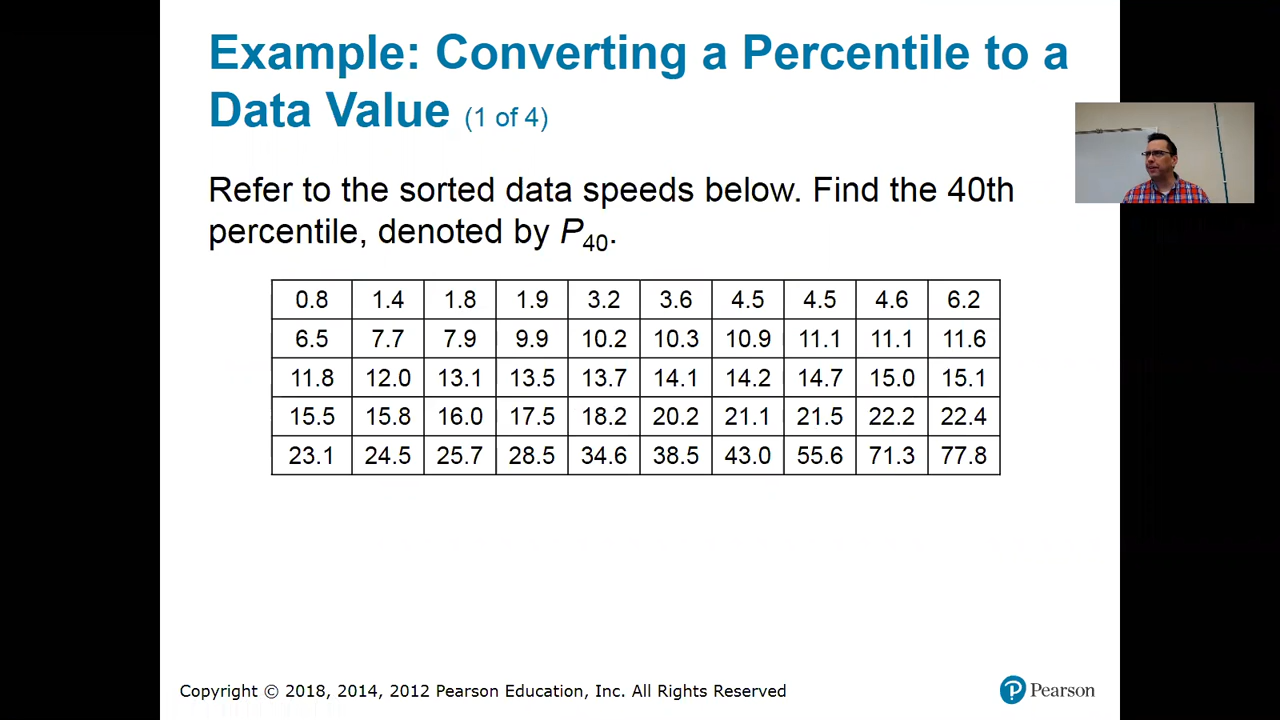 Example: Converting a Percentile to a
Data Value (1 of 4)
Refer to the sorted data speeds below. Find the 40th
percentile, denoted by P40.
0.8 1.4 1.8 1.9 3.2 3.6 4.5 4.5 4.6 6.2
6.5 7.7 7.9 9.9 10.2 10.3 10.9 11.1 11.1 11.6
11.8 12.0 13.1 13.5 13.7 14.1 14.2 14.7 15.0 15.1
15.5 15.8 16.0 17.5 18.2 20.2 21.1 21.5 22.2 22.4
23.1 24.5 25.7 28.5 34.6 38.5 43.0 55.6 71.3 77.8
Copyright © 2018, 2014, 2012 Pearson Education, Inc. All Rights Reserved
P Pearson